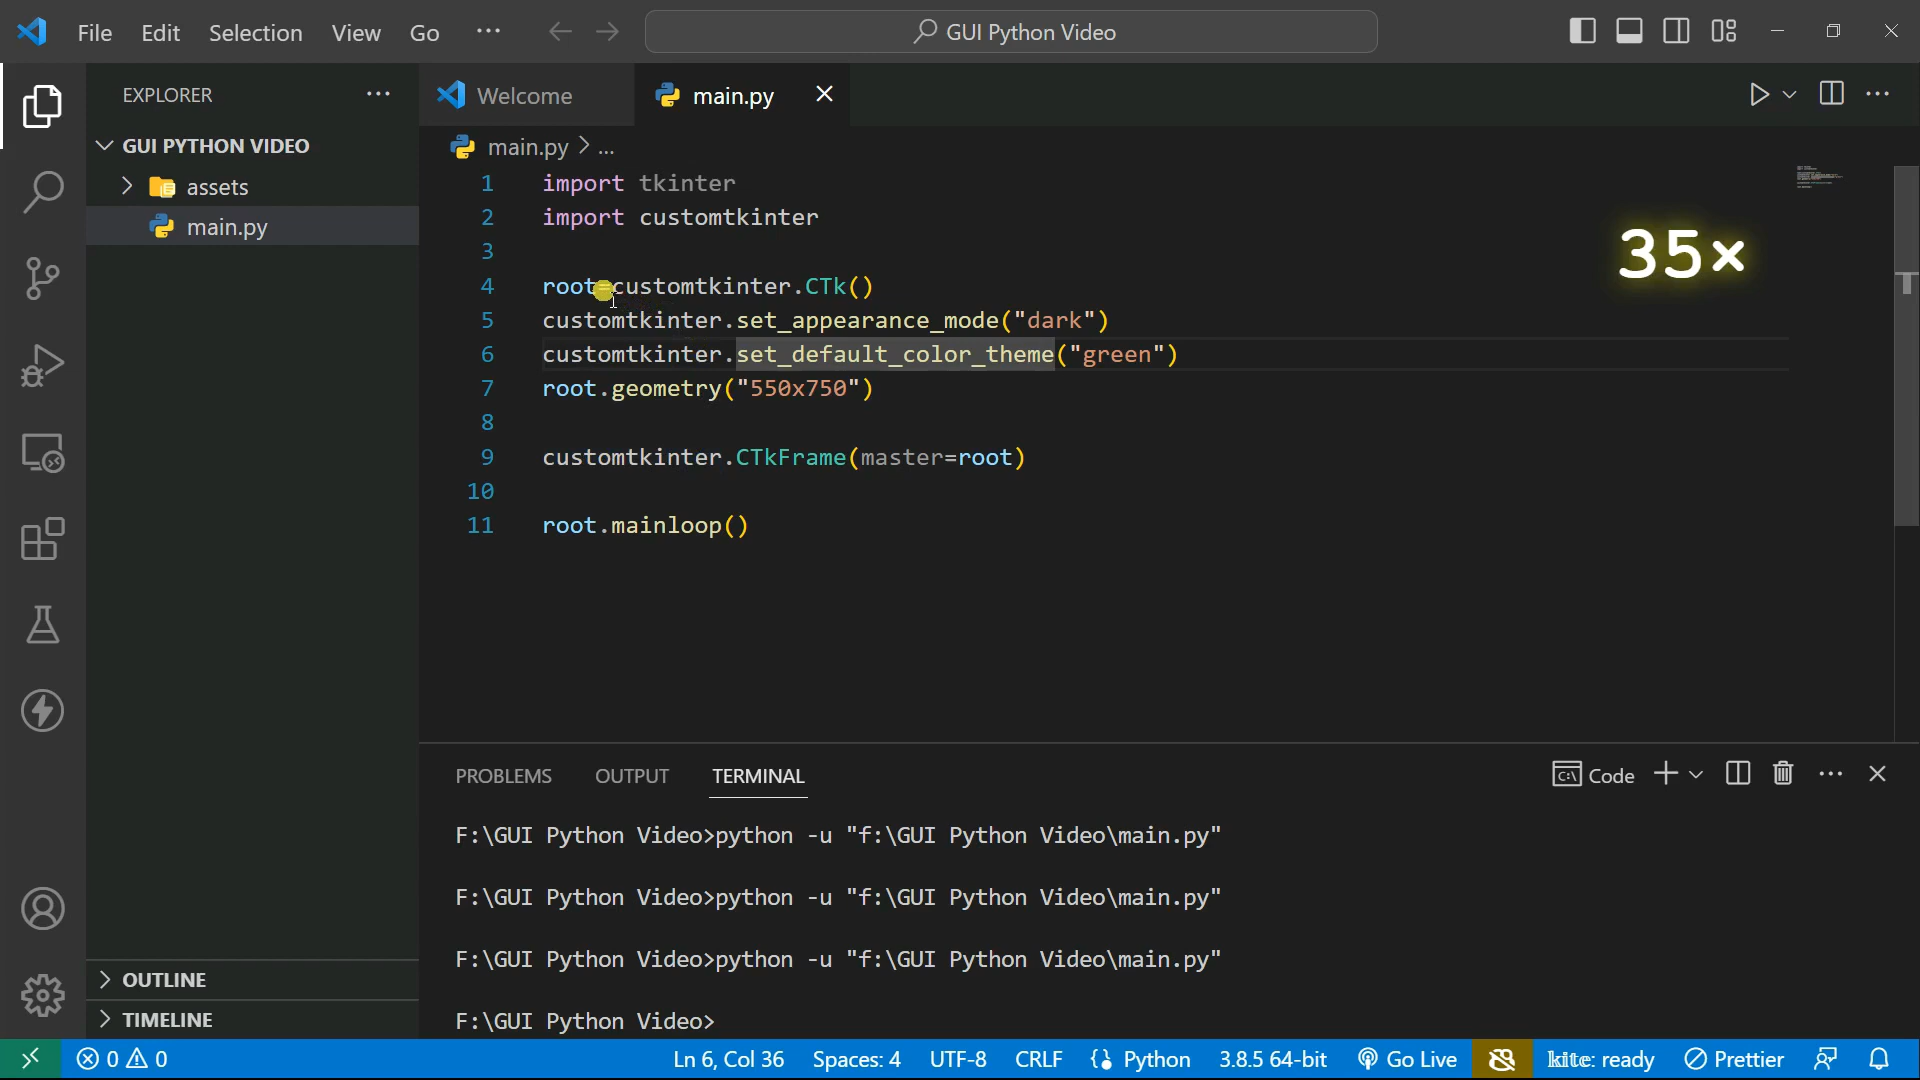 File Edit Selection View Go ··· GUI Python Video
EXPLORER ···
Welcome main.py
GUI PYTHON VIDEO
assets
main.py
main.py > ...
1 import tkinter
2 import customtkinter
3
4 root=customtkinter.CTk()
5 customtkinter.set_appearance_mode("dark")
6 customtkinter.set_default_color_theme("green")
7 root.geometry("550x750")
8
9 customtkinter.CTkFrame(master=root)
10
11 root.mainloop()
35×
PROBLEMS OUTPUT TERMINAL
Code
F:\GUI Python Video>python -u "f:\GUI Python Video\main.py"
F:\GUI Python Video>python -u "f:\GUI Python Video\main.py"
F:\GUI Python Video>python -u "f:\GUI Python Video\main.py"
F:\GUI Python Video>
OUTLINE
TIMELINE
0 0 Ln 6, Col 36 Spaces: 4 UTF-8 CRLF Python 3.8.5 64-bit Go Live kite: ready Prettier